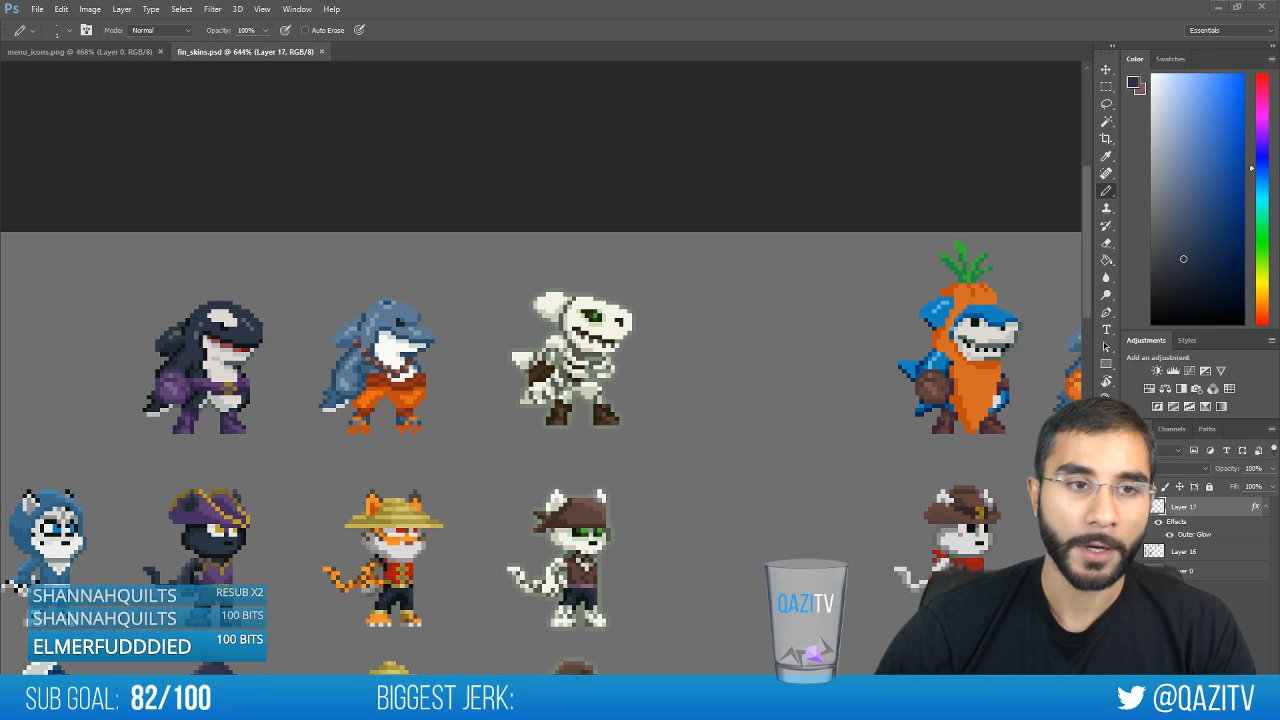 Ps File Edit Image Layer Type Select Filter 3D View Window Help
1 Mode: Normal Opacity: 100% Auto Erase Essentials
menu_icons.png @ 468% (Layer 0, RGB/8) × fin_skins.psd @ 644% (Layer 17, RGB/8) ×
Color Swatches
Adjustments Styles
Add an adjustment
Channels Paths
Opacity: 100%
Fill: 100%
Layer 17 fx
Effects
Outer Glow
Layer 16
SHANNAHQUILTS RESUB X2
SHANNAHQUILTS 100 BITS
ELMERFUDDDIED 100 BITS
QAZITV
SUB GOAL: 82/100 BIGGEST JERK: @QAZITV